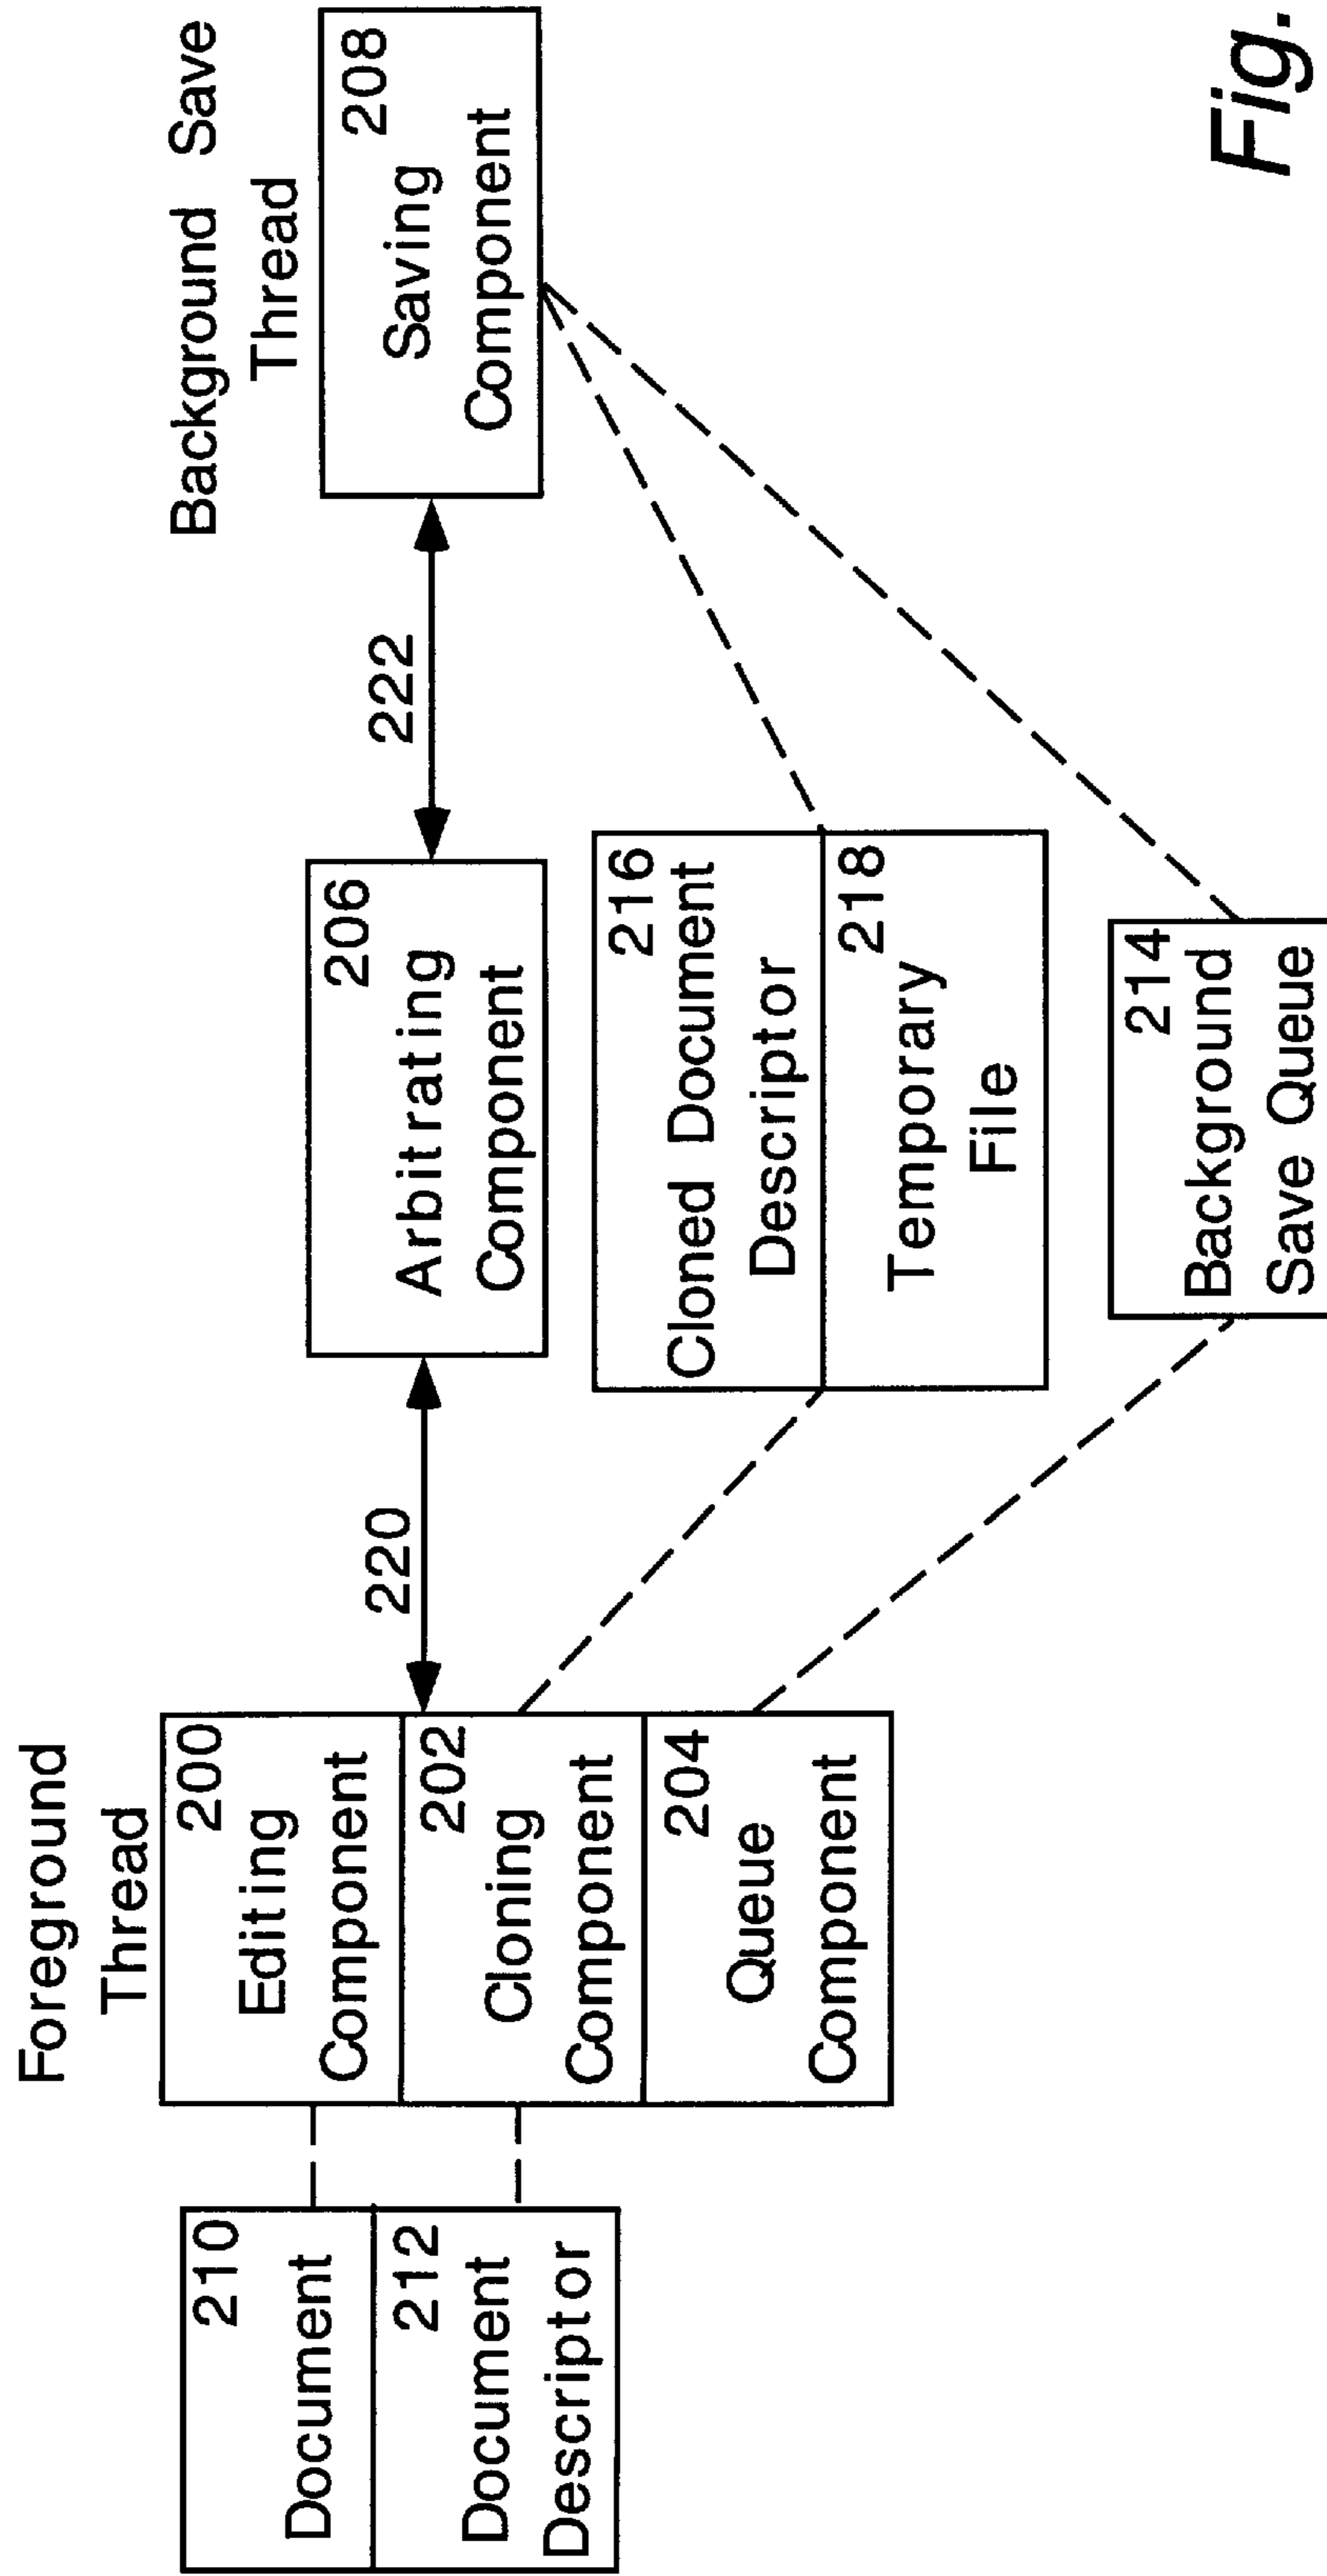 Foreground
Thread
Background Save
Thread
210
Document
212
Document
Descriptor
200
Editing
Component
202
Cloning
Component
204
Queue
Component
220
206
Arbitrating
Component
222
208
Saving
Component
216
Cloned Document
Descriptor
218
Temporary
File
214
Background
Save Queue
Fig.